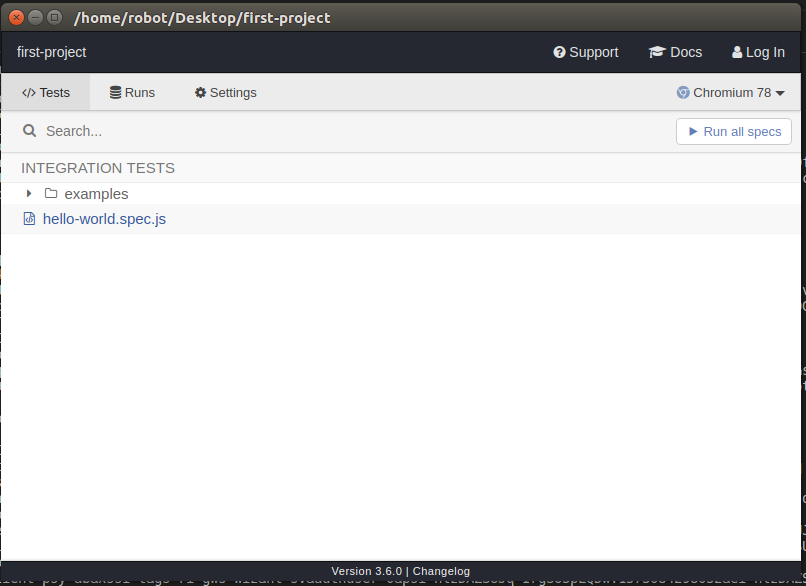 /home/robot/Desktop/first-project
first-project Support Docs Log In
Tests Runs Settings Chromium 78
Search... Run all specs
INTEGRATION TESTS
examples
hello-world.spec.js
Version 3.6.0 | Changelog